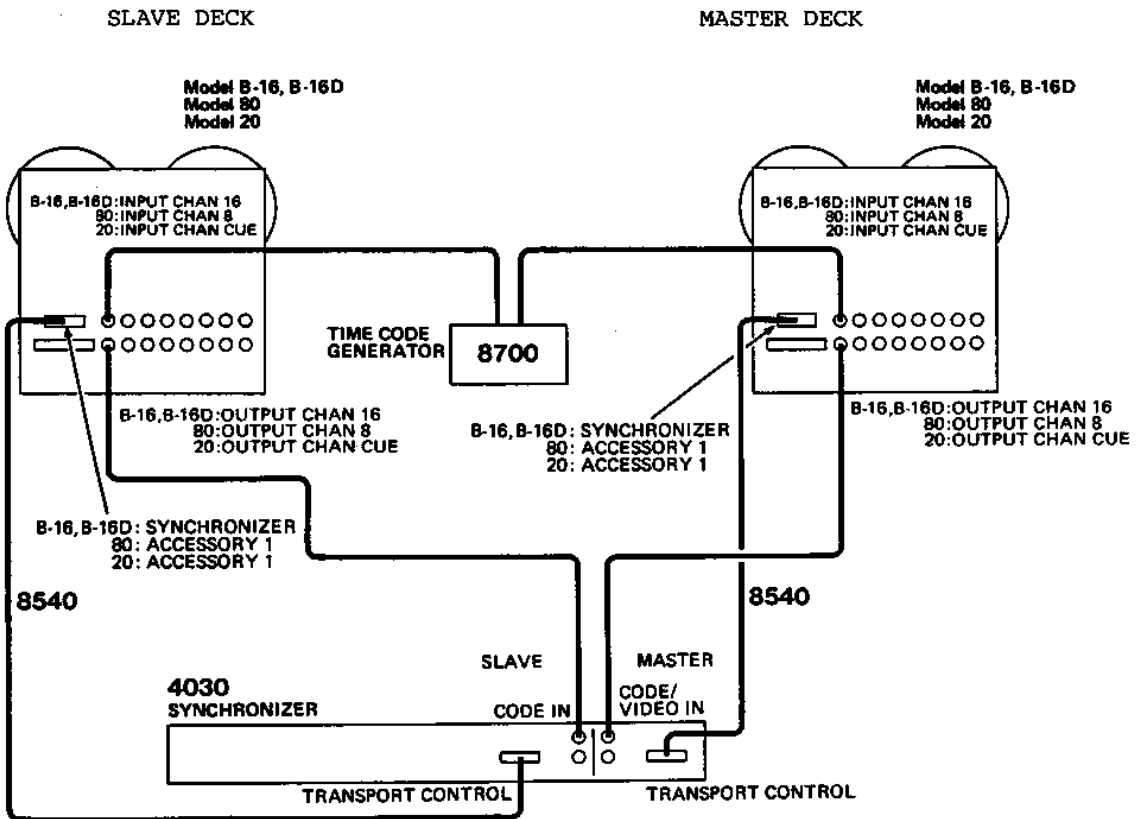 SLAVE DECK
MASTER DECK
Model B-16, B-16D
Model 80
Model 20
Model B-16, B-16D
Model 80
Model 20
B-16,B-16D:INPUT CHAN 16
80:INPUT CHAN 8
20:INPUT CHAN CUE
B-16,B-16D:INPUT CHAN 16
80:INPUT CHAN 8
20:INPUT CHAN CUE
TIME CODE
GENERATOR
8700
B-16,B-16D:OUTPUT CHAN 16
80:OUTPUT CHAN 8
20:OUTPUT CHAN CUE
B-16,B-16D: SYNCHRONIZER
80: ACCESSORY 1
20: ACCESSORY 1
B-16,B-16D:OUTPUT CHAN 16
80:OUTPUT CHAN 8
20:OUTPUT CHAN CUE
B-16,B-16D: SYNCHRONIZER
80: ACCESSORY 1
20: ACCESSORY 1
8540
8540
SLAVE
MASTER
4030
SYNCHRONIZER
CODE IN
CODE/
VIDEO IN
TRANSPORT CONTROL
TRANSPORT CONTROL